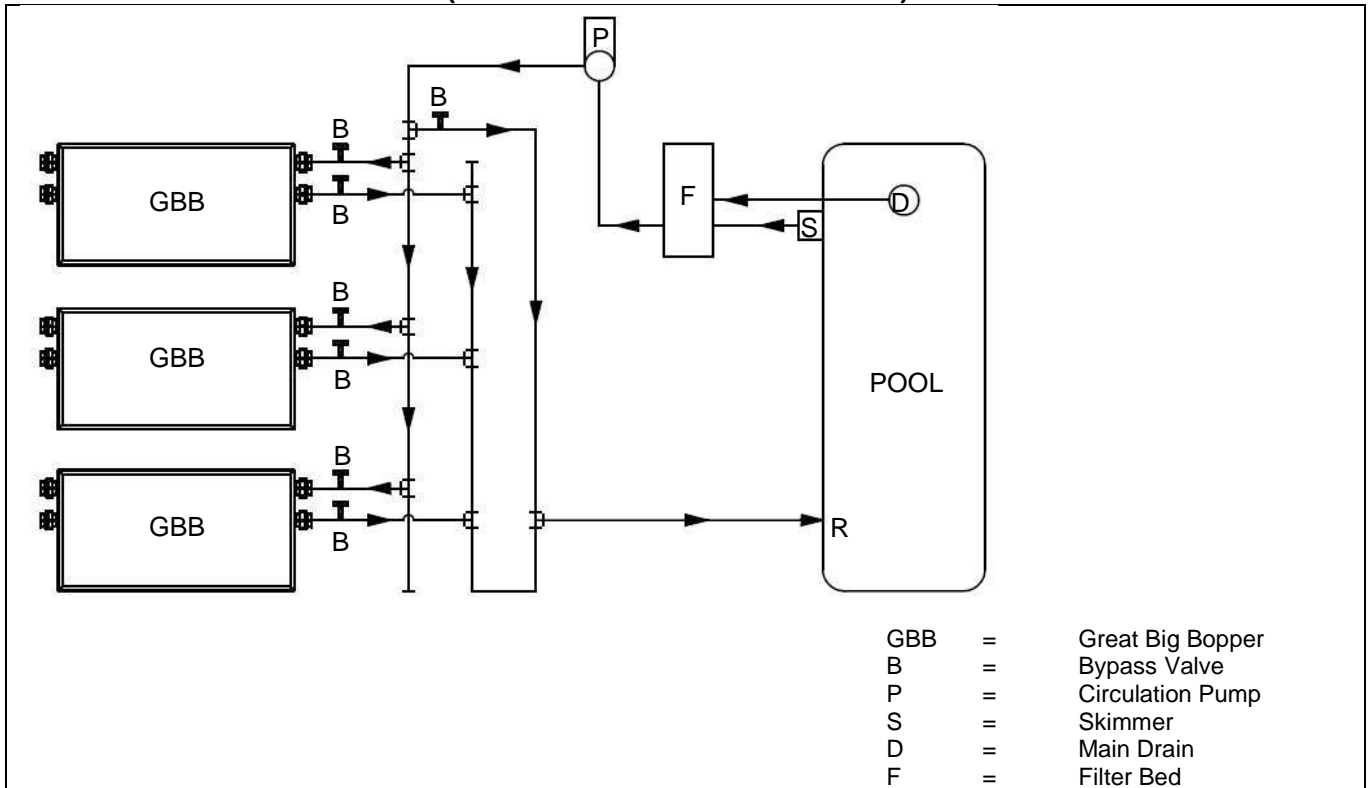 P
B
B
GBB
B
F
D
S
B
GBB
B
POOL
B
GBB
B
R
GBB = Great Big Bopper
B = Bypass Valve
P = Circulation Pump
S = Skimmer
D = Main Drain
F = Filter Bed